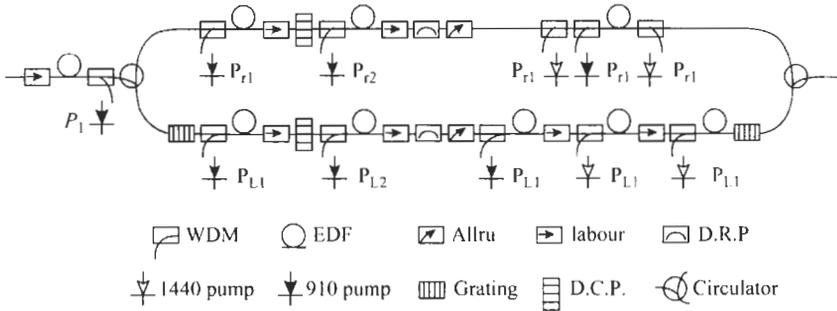 P_r1 P_r2 P_r1 P_r1 P_r1
P_1
P_L1 P_L2 P_L1 P_L1 P_L1
WDM EDF Allru labour D.R.P
1440 pump 910 pump Grating D.C.P. Circulator